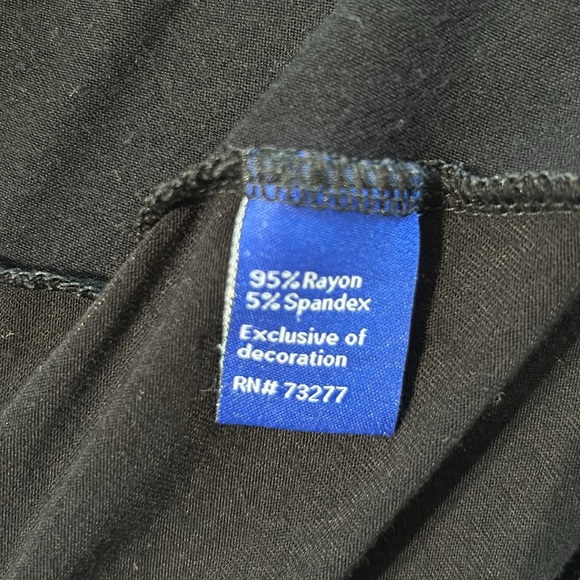 95% Rayon
5% Spandex
Exclusive of
decoration
RN# 73277